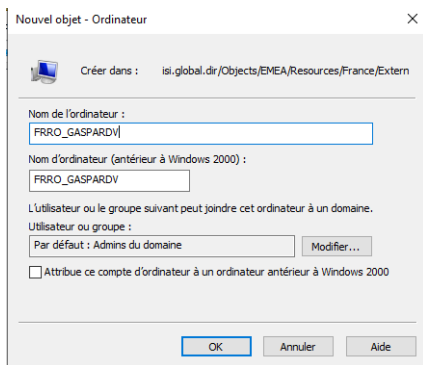 Nouvel objet - Ordinateur
Créer dans : isi.global.dir/Objects/EMEA/Resources/France/Extern
Nom de l'ordinateur :
FRRO_GASPARDV
Nom d'ordinateur (antérieur à Windows 2000) :
FRRO_GASPARDV
L'utilisateur ou le groupe suivant peut joindre cet ordinateur à un domaine.
Utilisateur ou groupe :
Par défaut : Admins du domaine Modifier...
Attribue ce compte d'ordinateur à un ordinateur antérieur à Windows 2000
OK Annuler Aide